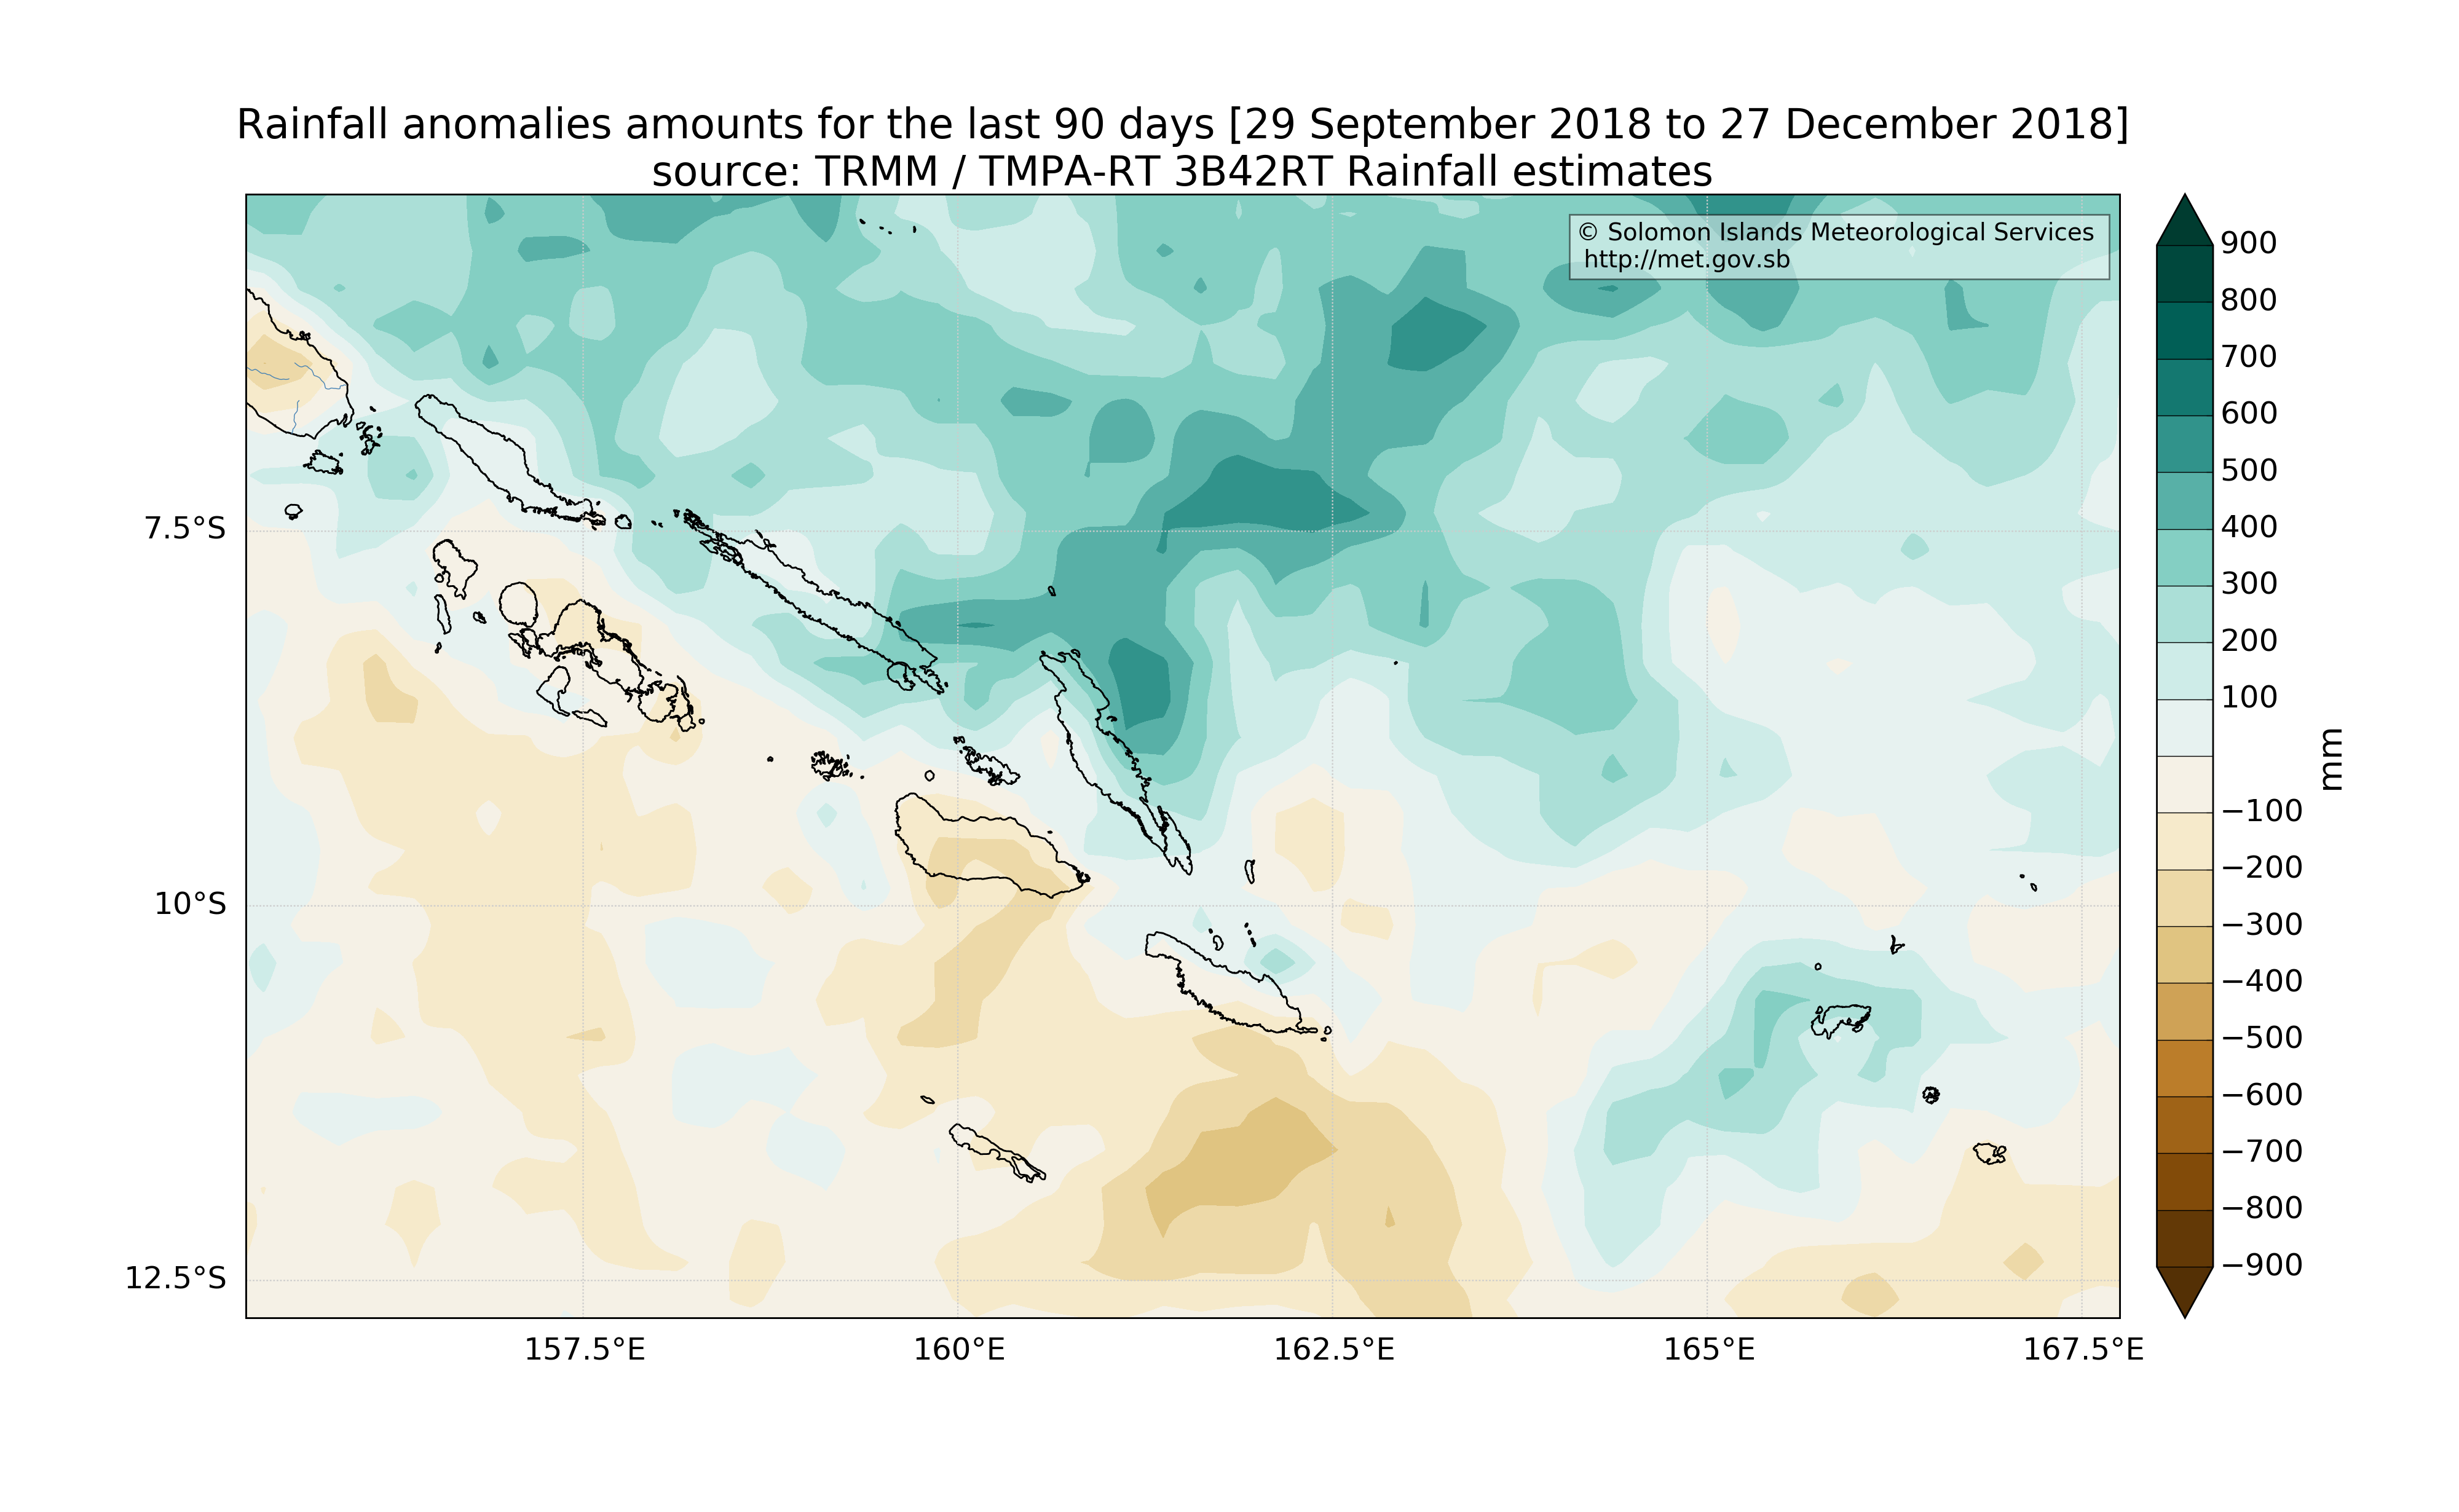 Rainfall anomalies amounts for the last 90 days [29 September 2018 to 27 December 2018]
source: TRMM / TMPA-RT 3B42RT Rainfall estimates
© Solomon Islands Meteorological Services
http://met.gov.sb
7.5°S
10°S
12.5°S
157.5°E
160°E
162.5°E
165°E
167.5°E
900
800
700
600
500
400
300
200
100
−100
−200
−300
−400
−500
−600
−700
−800
−900
mm